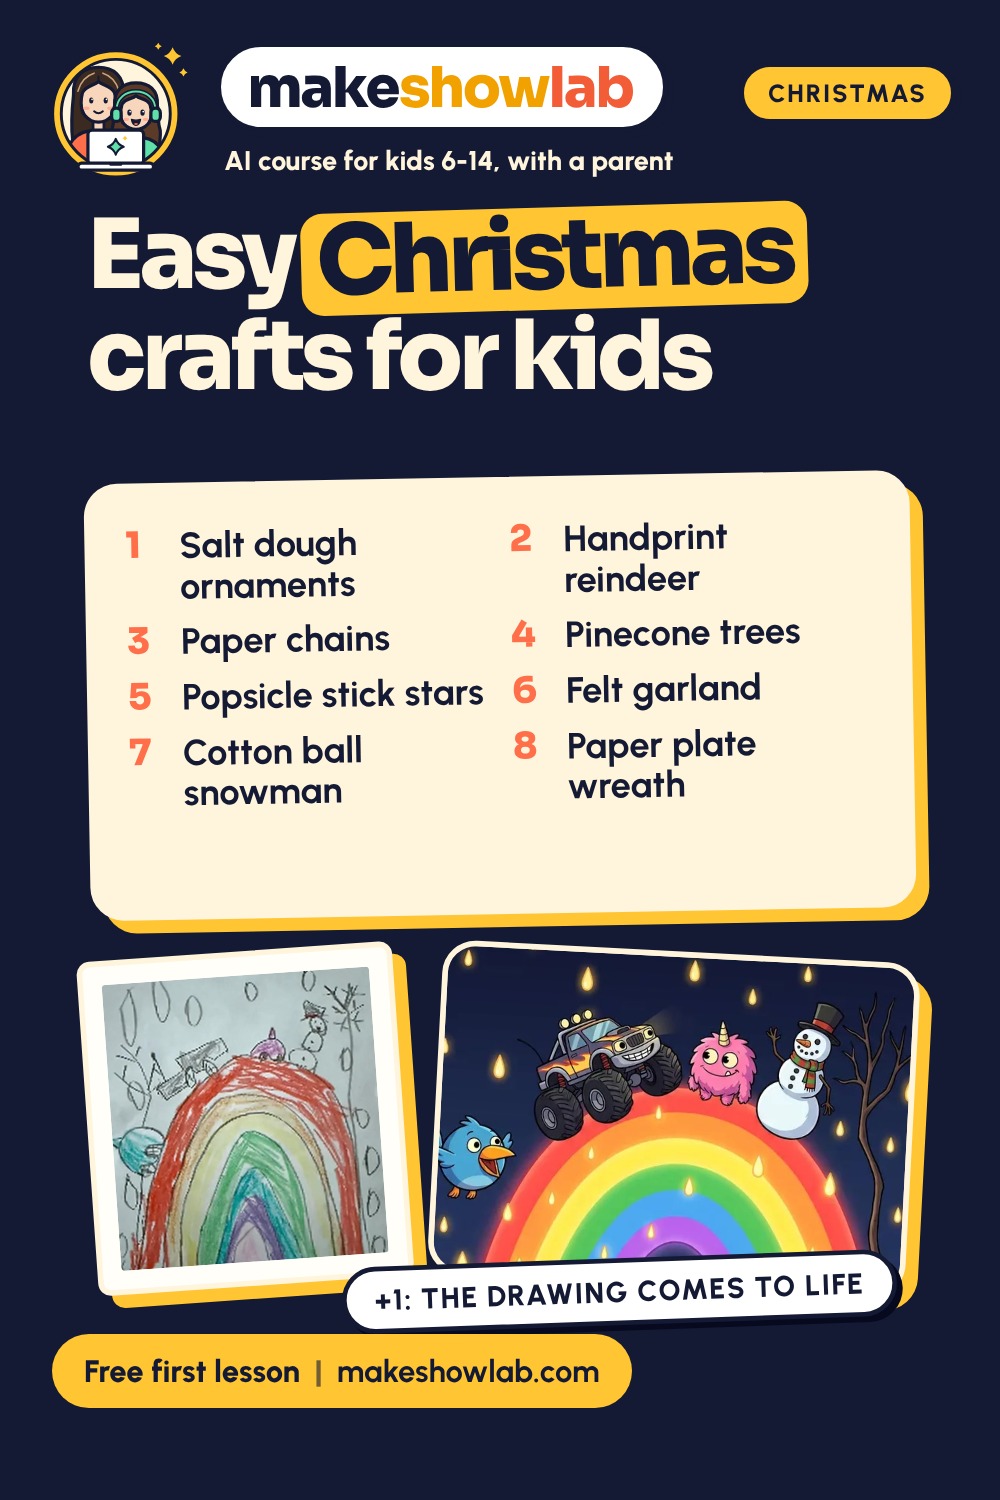 makeshowlab
CHRISTMAS
AI course for kids 6-14, with a parent
Easy Christmas
crafts for kids
1 Salt dough
ornaments
2 Handprint
reindeer
3 Paper chains
4 Pinecone trees
5 Popsicle stick stars
6 Felt garland
7 Cotton ball
snowman
8 Paper plate
wreath
+1: THE DRAWING COMES TO LIFE
Free first lesson | makeshowlab.com